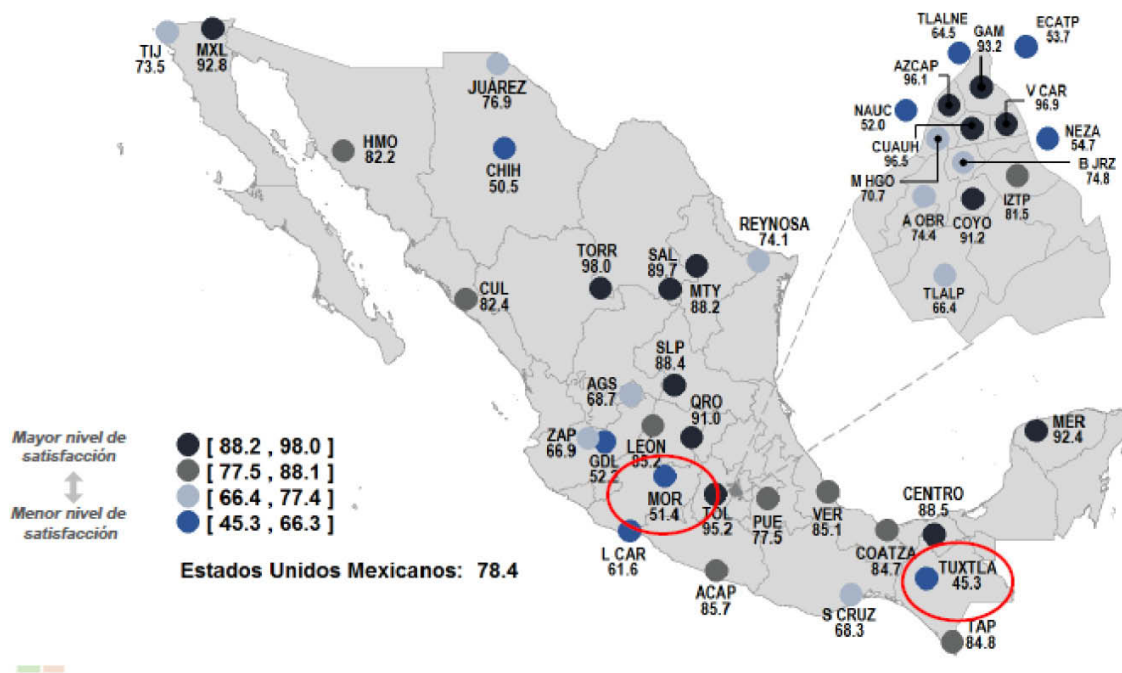 TIJ
73.5
MXL
92.8
JUÁREZ
76.9
HMO
82.2
CHIH
50.5
REYNOSA
74.1
TORR
98.0
SAL
89.7
MTY
88.2
CUL
82.4
SLP
88.4
AGS
68.7
QRO
91.0
ZAP
66.9
GDL
52.2
LEÓN
85.2
MOR
51.4
TOL
95.2
PUE
77.5
VER
85.1
L CAR
61.6
ACAP
85.7
S CRUZ
68.3
COATZA
84.7
CENTRO
88.5
MER
92.4
TUXTLA
45.3
TAP
84.8
TLALNE
64.5
GAM
93.2
ECATP
53.7
AZCAP
96.1
V CAR
96.9
NAUC
52.0
CUAUH
96.5
NEZA
54.7
M HGO
70.7
B JRZ
74.8
IZTP
81.5
A OBR
74.4
COYO
91.2
TLALP
66.4
Mayor nivel de
satisfacción
Menor nivel de
satisfacción
[ 88.2 , 98.0 ]
[ 77.5 , 88.1 ]
[ 66.4 , 77.4 ]
[ 45.3 , 66.3 ]
Estados Unidos Mexicanos: 78.4